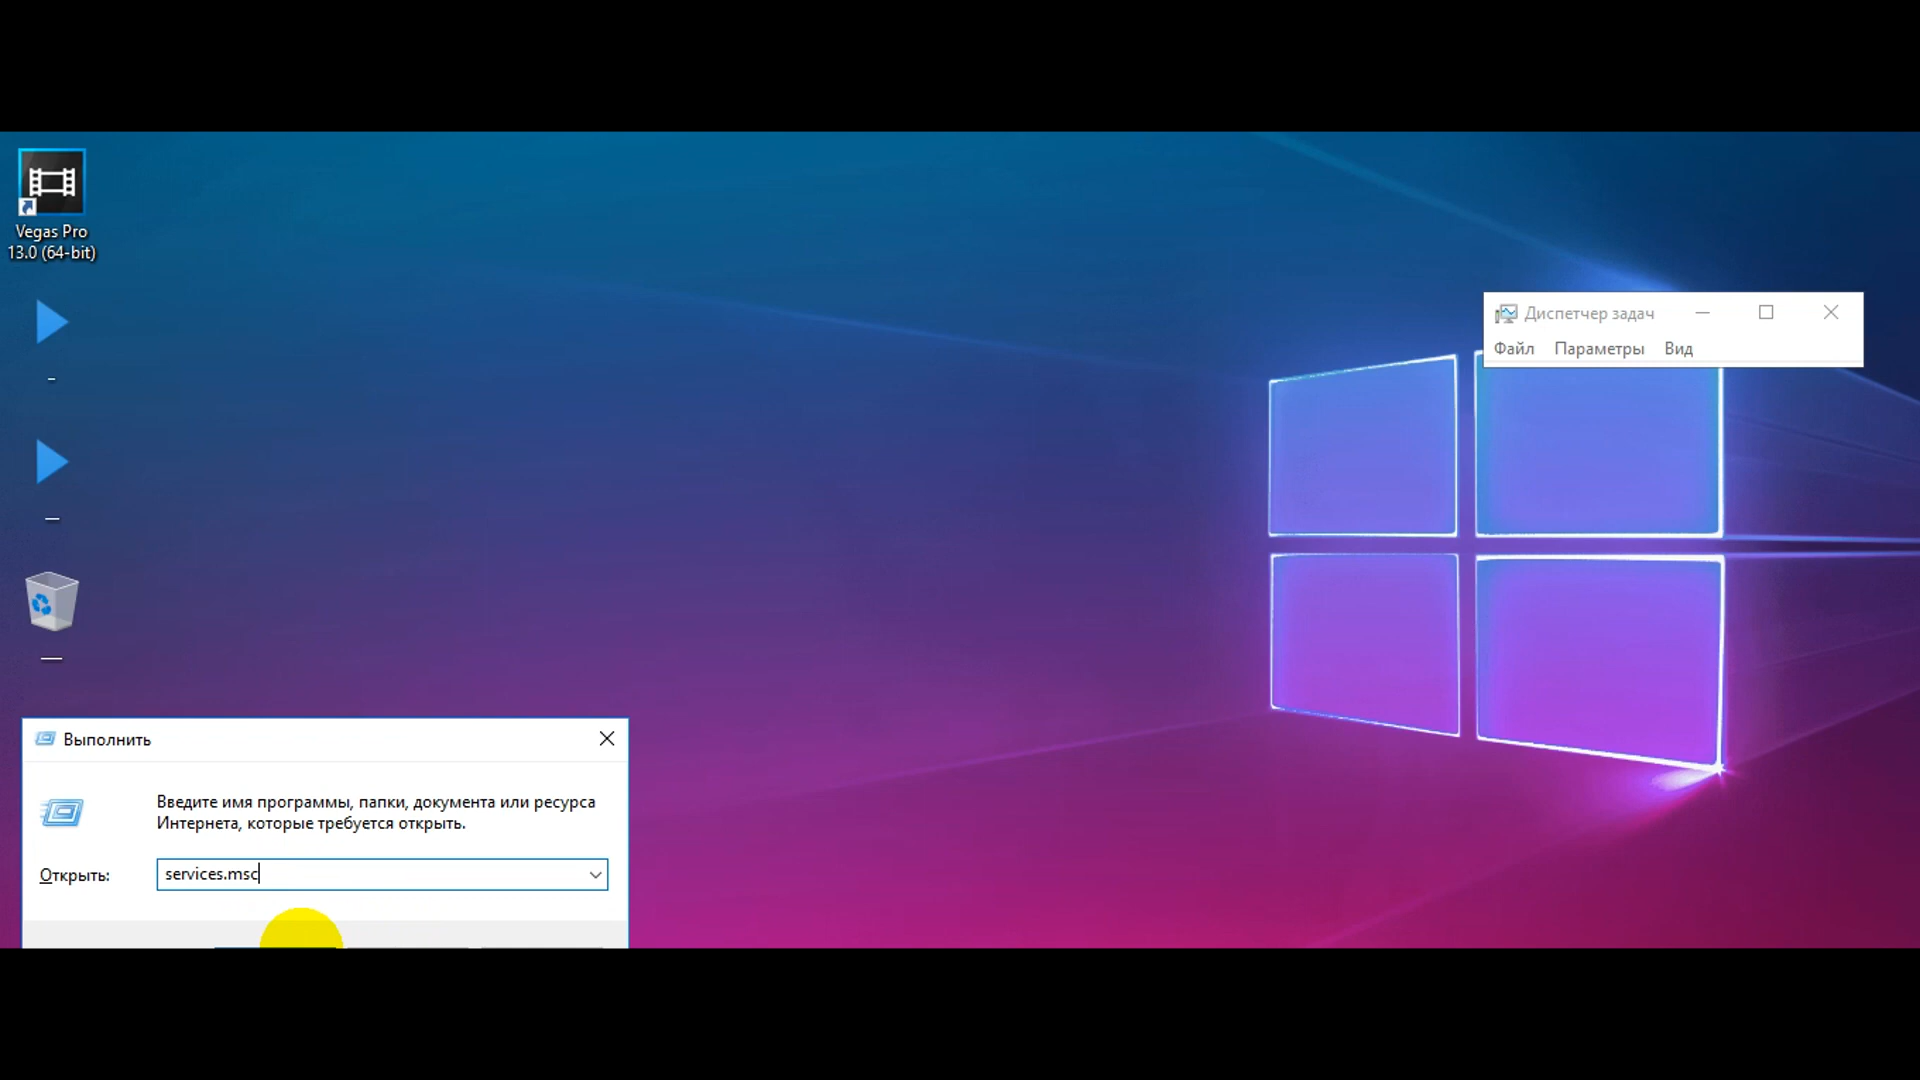 Vegas Pro
13.0 (64-bit)
Диспетчер задач
Файл Параметры Вид
Выполнить
Введите имя программы, папки, документа или ресурса
Интернета, которые требуется открыть.
Открыть: services.msc